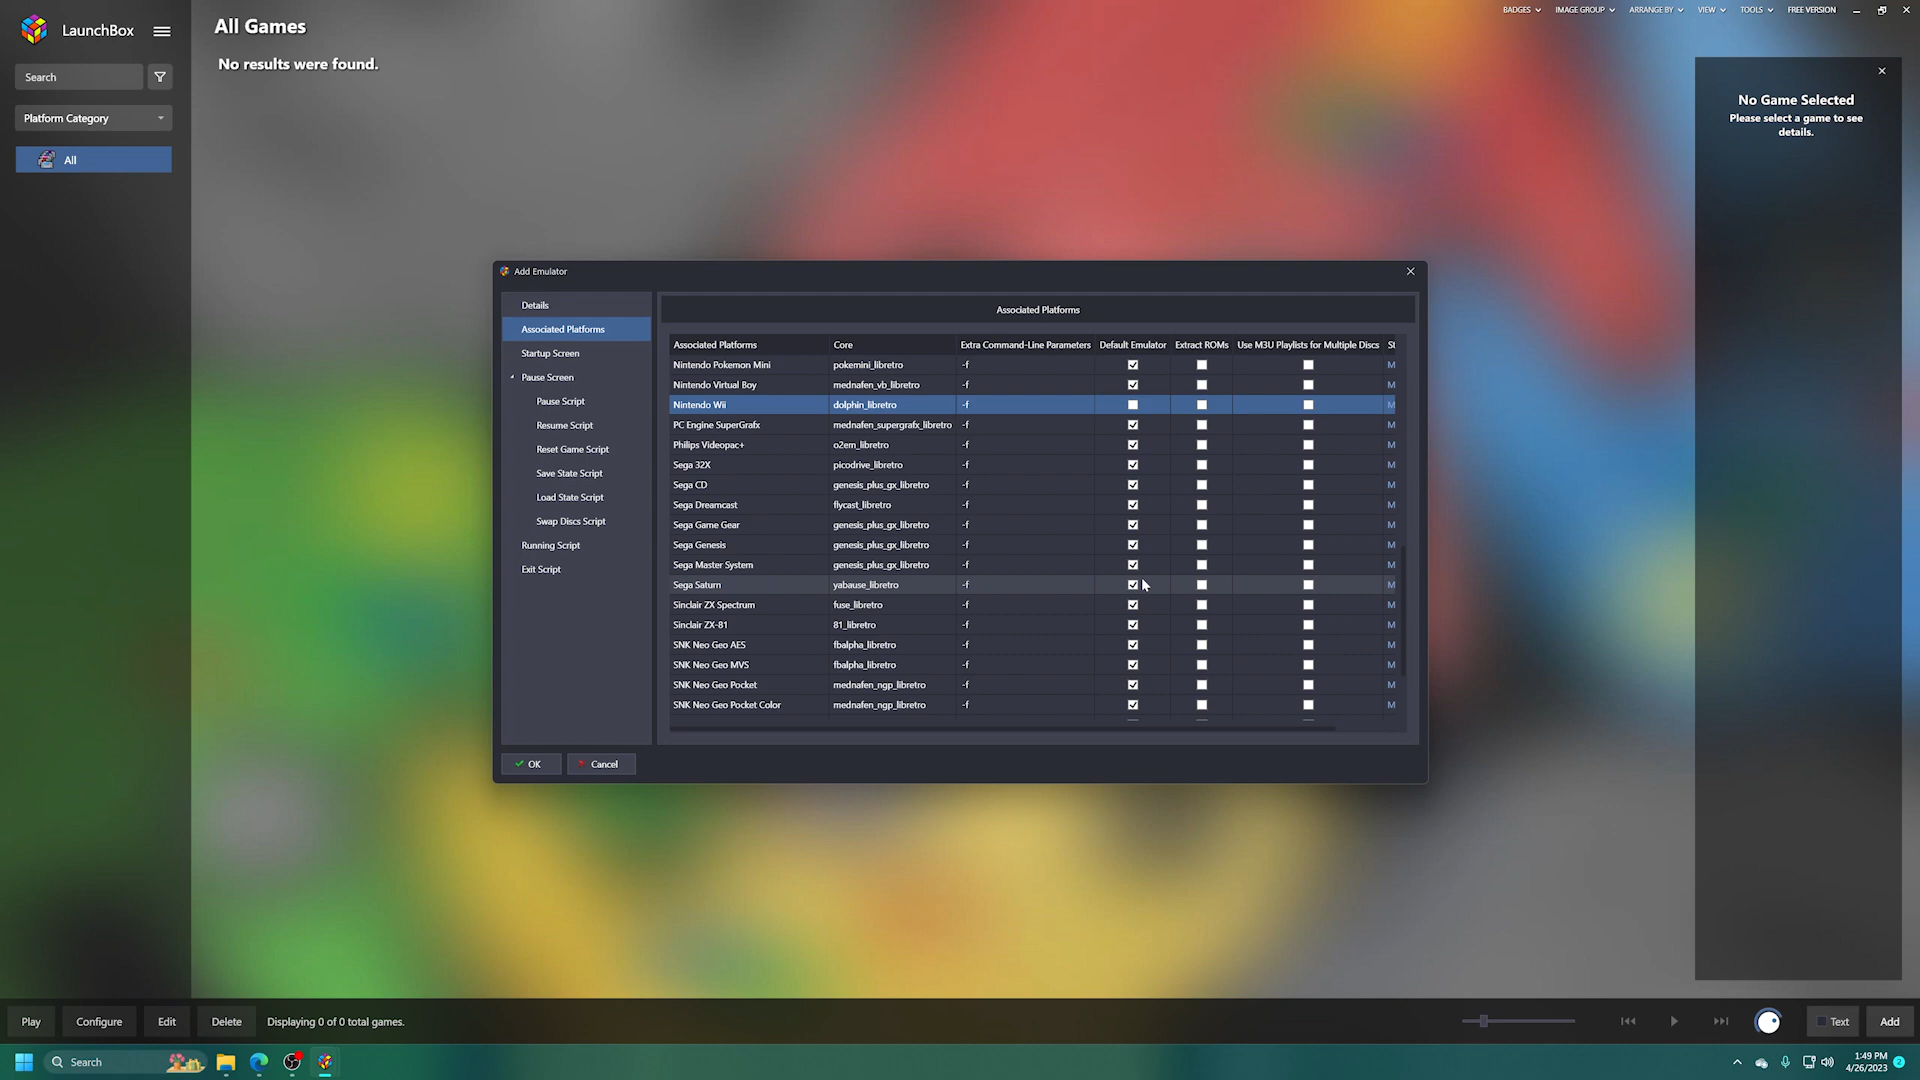 LaunchBox
All Games
BADGES
IMAGE GROUP
ARRANGE BY
VIEW
TOOLS
FREE VERSION
Search
No results were found.
Platform Category
All
No Game Selected
Please select a game to see
details.
Add Emulator
Details
Associated Platforms
Startup Screen
Pause Screen
Pause Script
Resume Script
Reset Game Script
Save State Script
Load State Script
Swap Discs Script
Running Script
Exit Script
Associated Platforms
Associated Platforms Core Extra Command-Line Parameters Default Emulator Extract ROMs Use M3U Playlists for Multiple Discs St
Nintendo Pokemon Mini pokemini_libretro -f M
Nintendo Virtual Boy mednafen_vb_libretro -f M
Nintendo Wii dolphin_libretro -f M
PC Engine SuperGrafx mednafen_supergrafx_libretro -f M
Philips Videopac+ o2em_libretro -f M
Sega 32X picodrive_libretro -f M
Sega CD genesis_plus_gx_libretro -f M
Sega Dreamcast flycast_libretro -f M
Sega Game Gear genesis_plus_gx_libretro -f M
Sega Genesis genesis_plus_gx_libretro -f M
Sega Master System genesis_plus_gx_libretro -f M
Sega Saturn yabause_libretro -f M
Sinclair ZX Spectrum fuse_libretro -f M
Sinclair ZX-81 81_libretro -f M
SNK Neo Geo AES fbalpha_libretro -f M
SNK Neo Geo MVS fbalpha_libretro -f M
SNK Neo Geo Pocket mednafen_ngp_libretro -f M
SNK Neo Geo Pocket Color mednafen_ngp_libretro -f M
OK
Cancel
Play
Configure
Edit
Delete
Displaying 0 of 0 total games.
Text
Add
Search
1:49 PM
4/26/2023
2